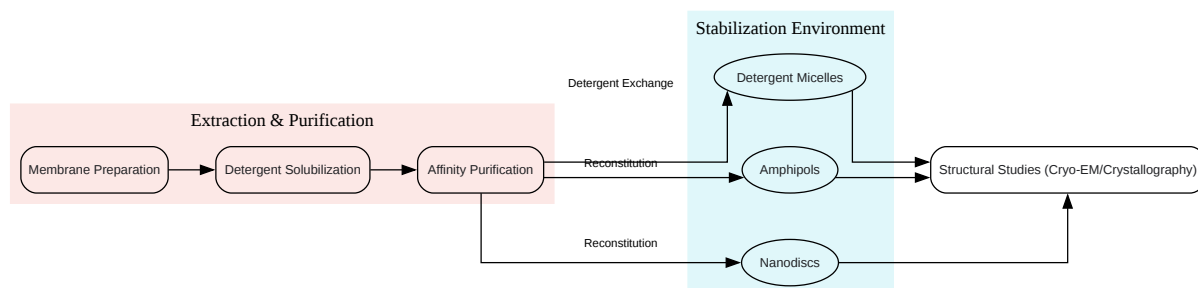 Stabilization Environment
Detergent Exchange
Detergent Micelles
Extraction & Purification
Membrane Preparation
Detergent Solubilization
Affinity Purification
Reconstitution
Amphipols
Structural Studies (Cryo-EM/Crystallography)
Reconstitution
Nanodiscs